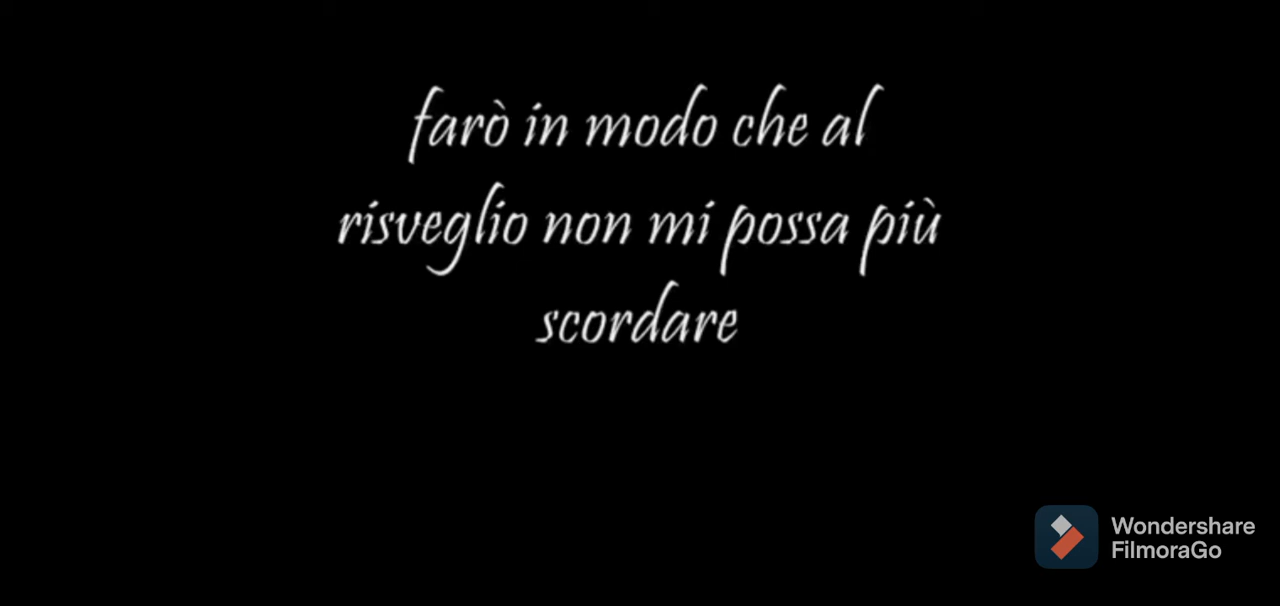 farò in modo che al
risveglio non mi possa più
scordare
Wondershare
FilmoraGo